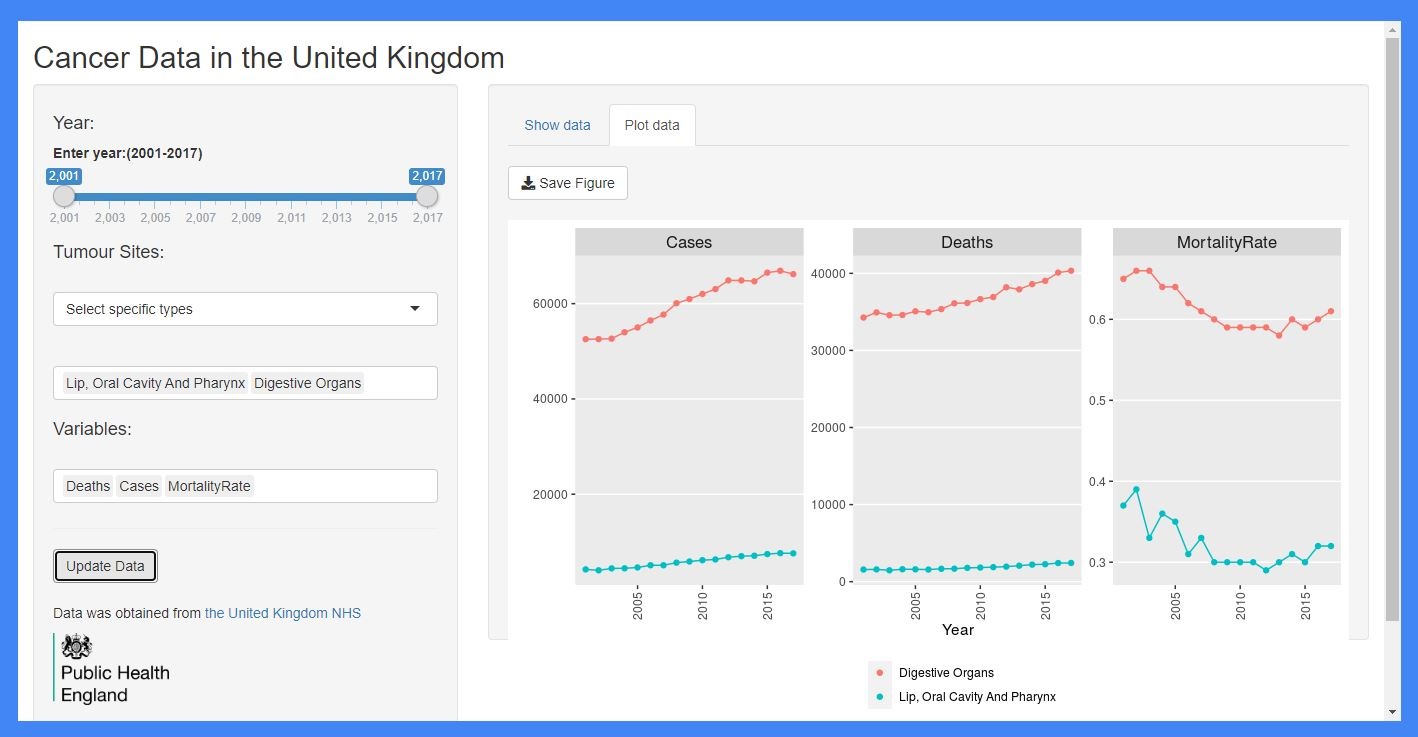 Cancer Data in the United Kingdom
Year:
Enter year:(2001-2017)
2,001 2,017
2,001 2,003 2,005 2,007 2,009 2,011 2,013 2,015 2,017
Tumour Sites:
Select specific types
Lip, Oral Cavity And Pharynx Digestive Organs
Variables:
Deaths Cases MortalityRate
Update Data
Data was obtained from the United Kingdom NHS
Public Health
England
Show data Plot data
Save Figure
Cases
60000
40000
20000
2005 2010 2015
Deaths
40000
30000
20000
10000
0
2005 2010 2015
MortalityRate
0.6
0.5
0.4
0.3
2005 2010 2015
Year
Digestive Organs
Lip, Oral Cavity And Pharynx